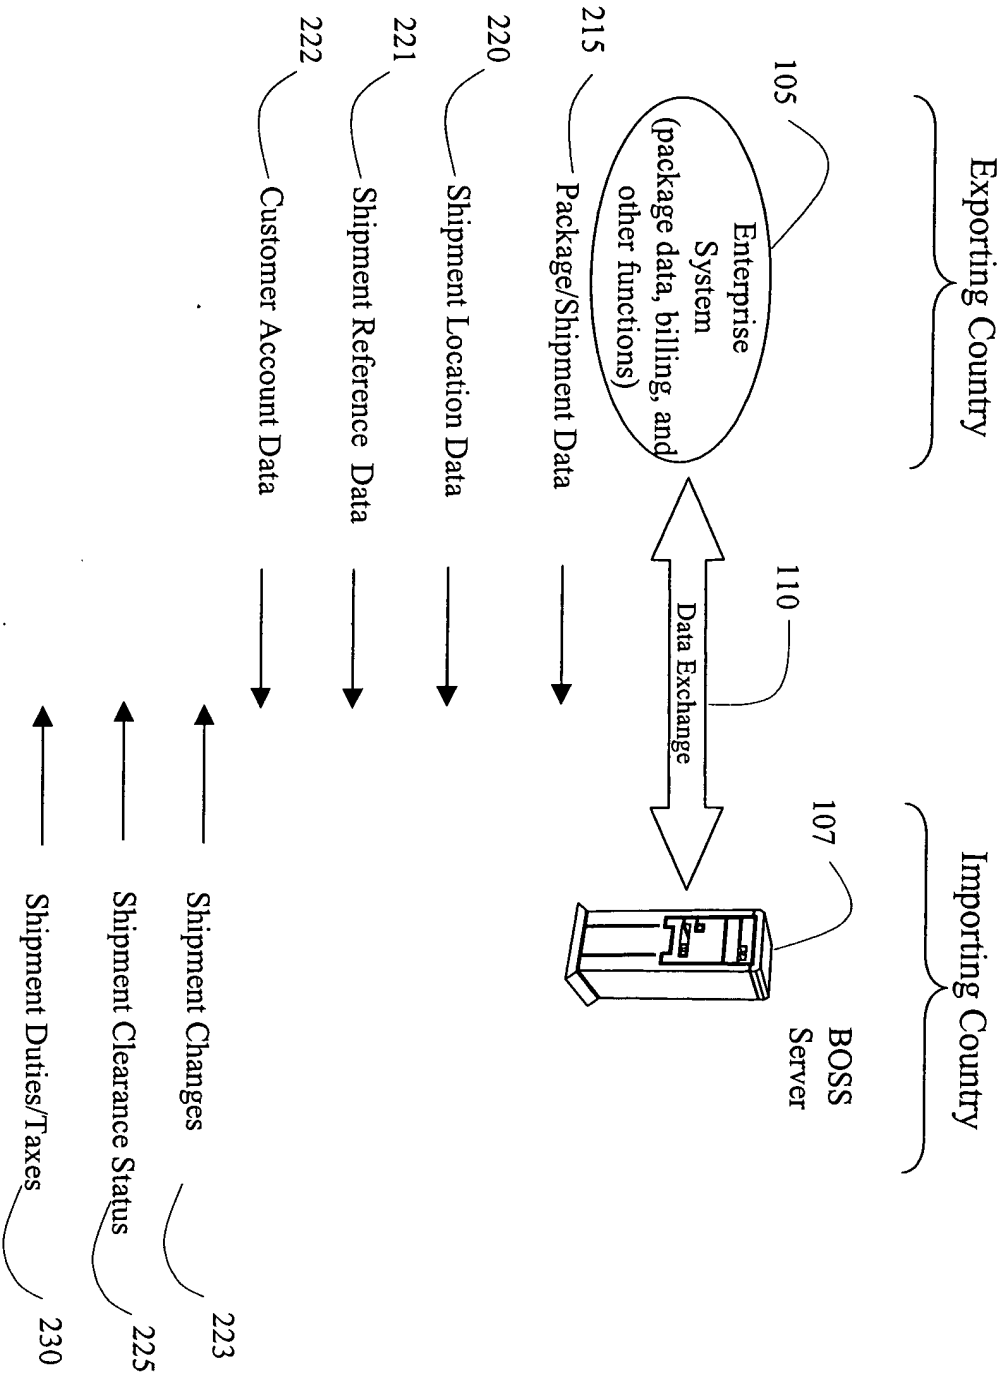 Exporting Country
Importing Country
105
107
110
Enterprise
System
(package data, billing, and
other functions)
Data Exchange
BOSS
Server
215
Package/Shipment Data
220
Shipment Location Data
221
Shipment Reference Data
222
Customer Account Data
Shipment Changes
223
Shipment Clearance Status
225
Shipment Duties/Taxes
230